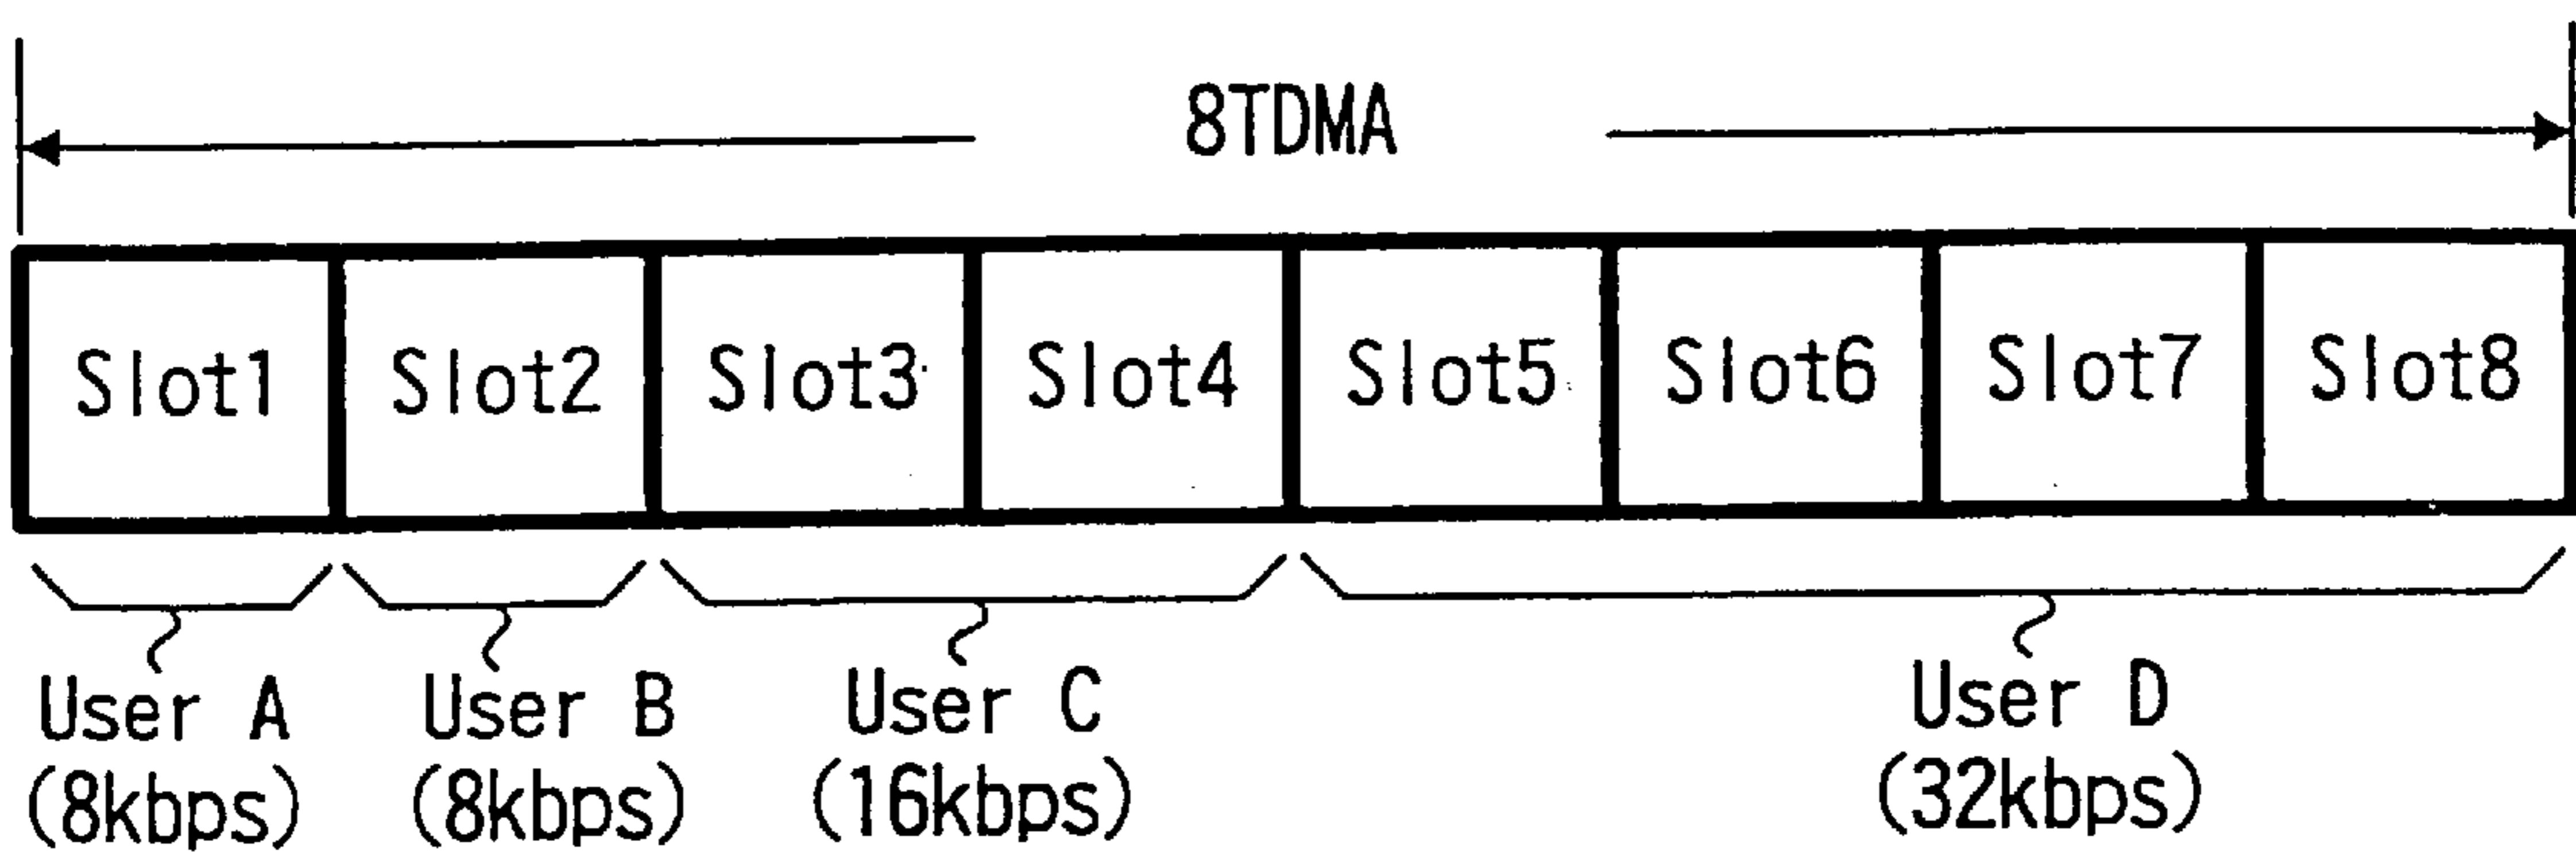 8TDMA
Slot1 Slot2 Slot3 Slot4 Slot5 Slot6 Slot7 Slot8
User A User B User C User D
(8kbps) (8kbps) (16kbps) (32kbps)